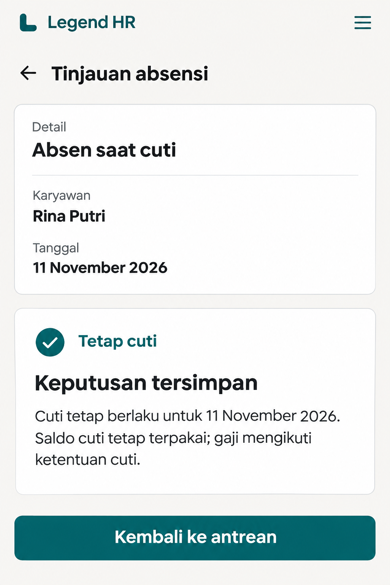 Legend HR
Tinjauan absensi
Detail
Absen saat cuti
Karyawan
Rina Putri
Tanggal
11 November 2026
Tetap cuti
Keputusan tersimpan
Cuti tetap berlaku untuk 11 November 2026.
Saldo cuti tetap terpakai; gaji mengikuti
ketentuan cuti.
Kembali ke antrean